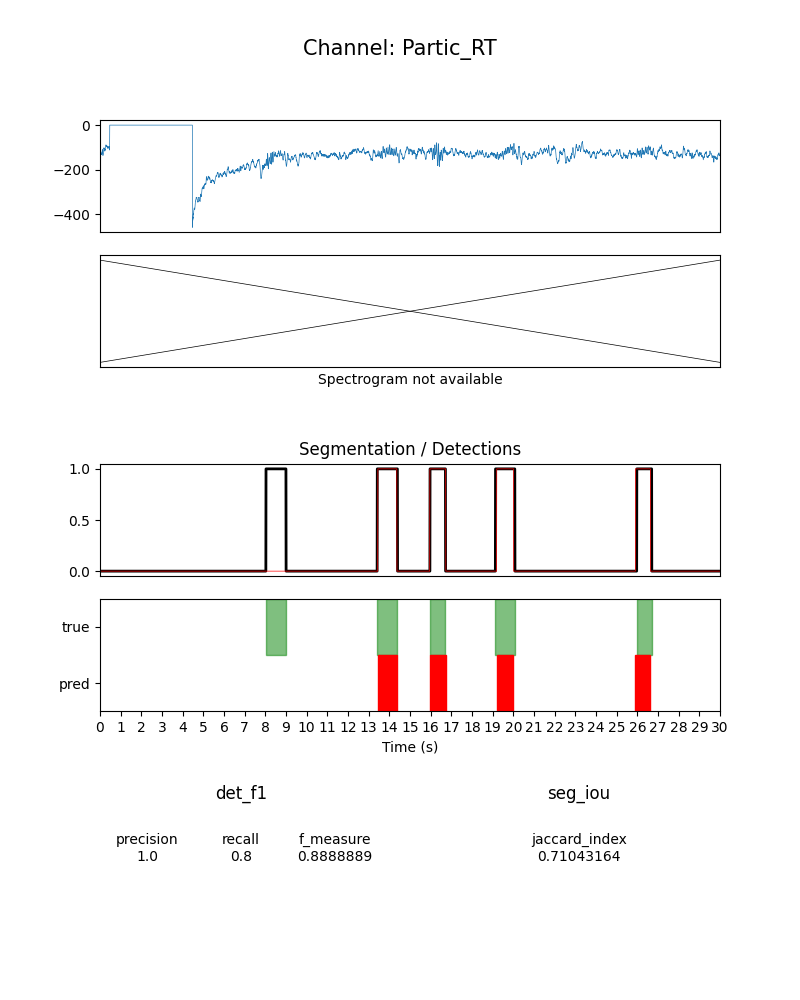 Channel: Partic_RT
0
−200
−400
Spectrogram not available
Segmentation / Detections
1.0
0.5
0.0
true
pred
0 1 2 3 4 5 6 7 8 9 10 11 12 13 14 15 16 17 18 19 20 21 22 23 24 25 26 27 28 29 30
Time (s)
det_f1 seg_iou
precision recall f_measure jaccard_index
1.0 0.8 0.8888889 0.71043164